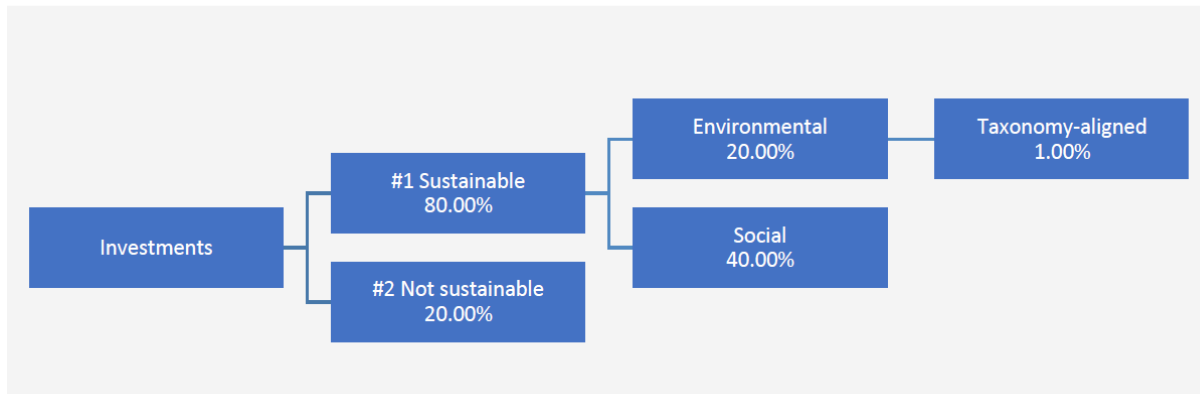 Investments
#1 Sustainable
80.00%
#2 Not sustainable
20.00%
Environmental
20.00%
Social
40.00%
Taxonomy-aligned
1.00%